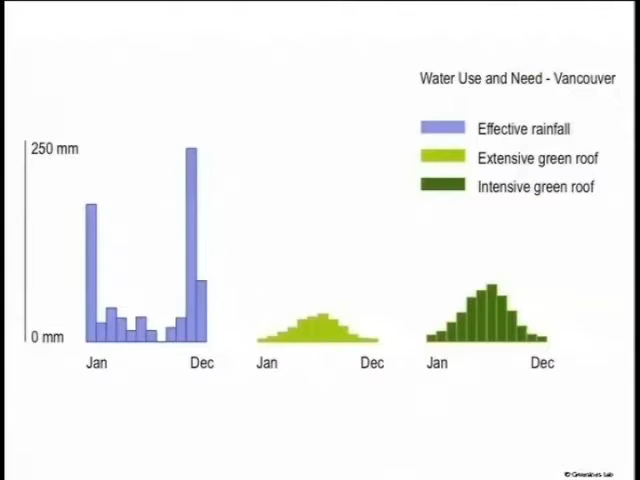 Water Use and Need - Vancouver
Effective rainfall
Extensive green roof
Intensive green roof
250 mm
0 mm
Jan
Dec
Jan
Dec
Jan
Dec